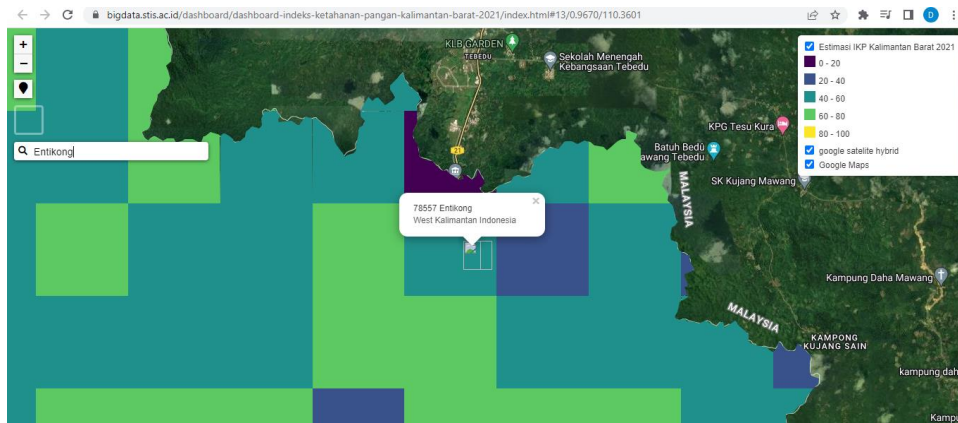 bigdata.stis.ac.id/dashboard/dashboard-indeks-ketahanan-pangan-kalimantan-barat-2021/index.html#13/0.9670/110.3601
D
+
−
Entikong
KLB GARDEN
TEBEDU
Sekolah Menengah
Kebangsaan Tebedu
21
KPG Tesu Kura
Batuh Bedu
awang Tebedu
SK Kujang Mawang
MALAYSIA
78557 Entikong
West Kalimantan Indonesia
×
Kampung Daha Mawang
MALAYSIA
KAMPONG
KUJANG SAIN
kampung dah
Kampu
Estimasi IKP Kalimantan Barat 2021
0 - 20
20 - 40
40 - 60
60 - 80
80 - 100
google satelite hybrid
Google Maps